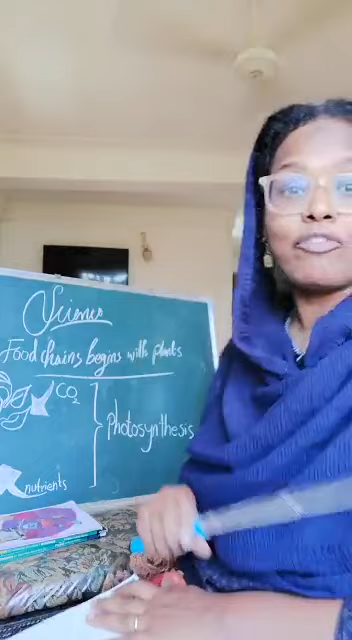 Science
Food chains begins with plants
CO2
Photosynthesis
nutrients